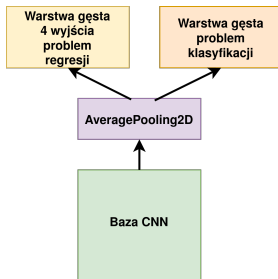 Warstwa gęsta
4 wyjścia
problem
regresji
Warstwa gęsta
problem
klasyfikacji
AveragePooling2D
Baza CNN